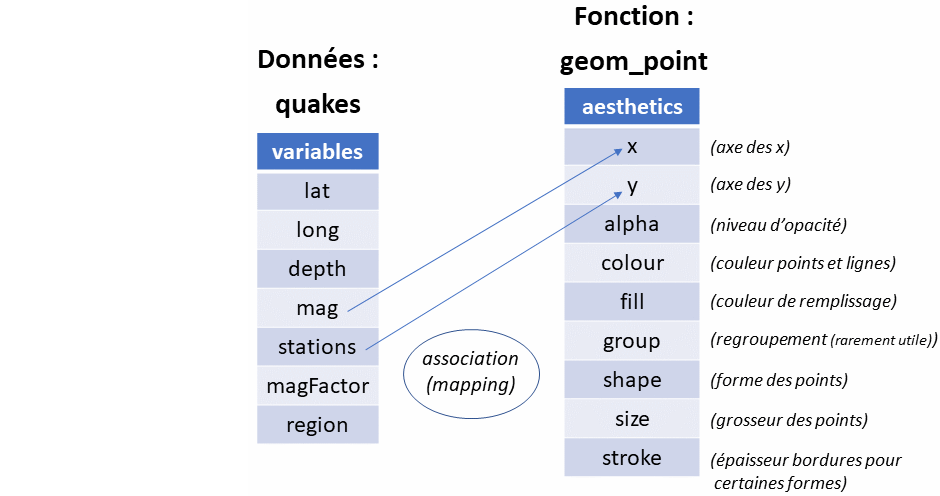 Données :
quakes
variables
lat
long
depth
mag
stations
magFactor
region
association
(mapping)
Fonction :
geom_point
aesthetics
x (axe des x)
y (axe des y)
alpha (niveau d’opacité)
colour (couleur points et lignes)
fill (couleur de remplissage)
group (regroupement (rarement utile))
shape (forme des points)
size (grosseur des points)
stroke (épaisseur bordures pour
certaines formes)